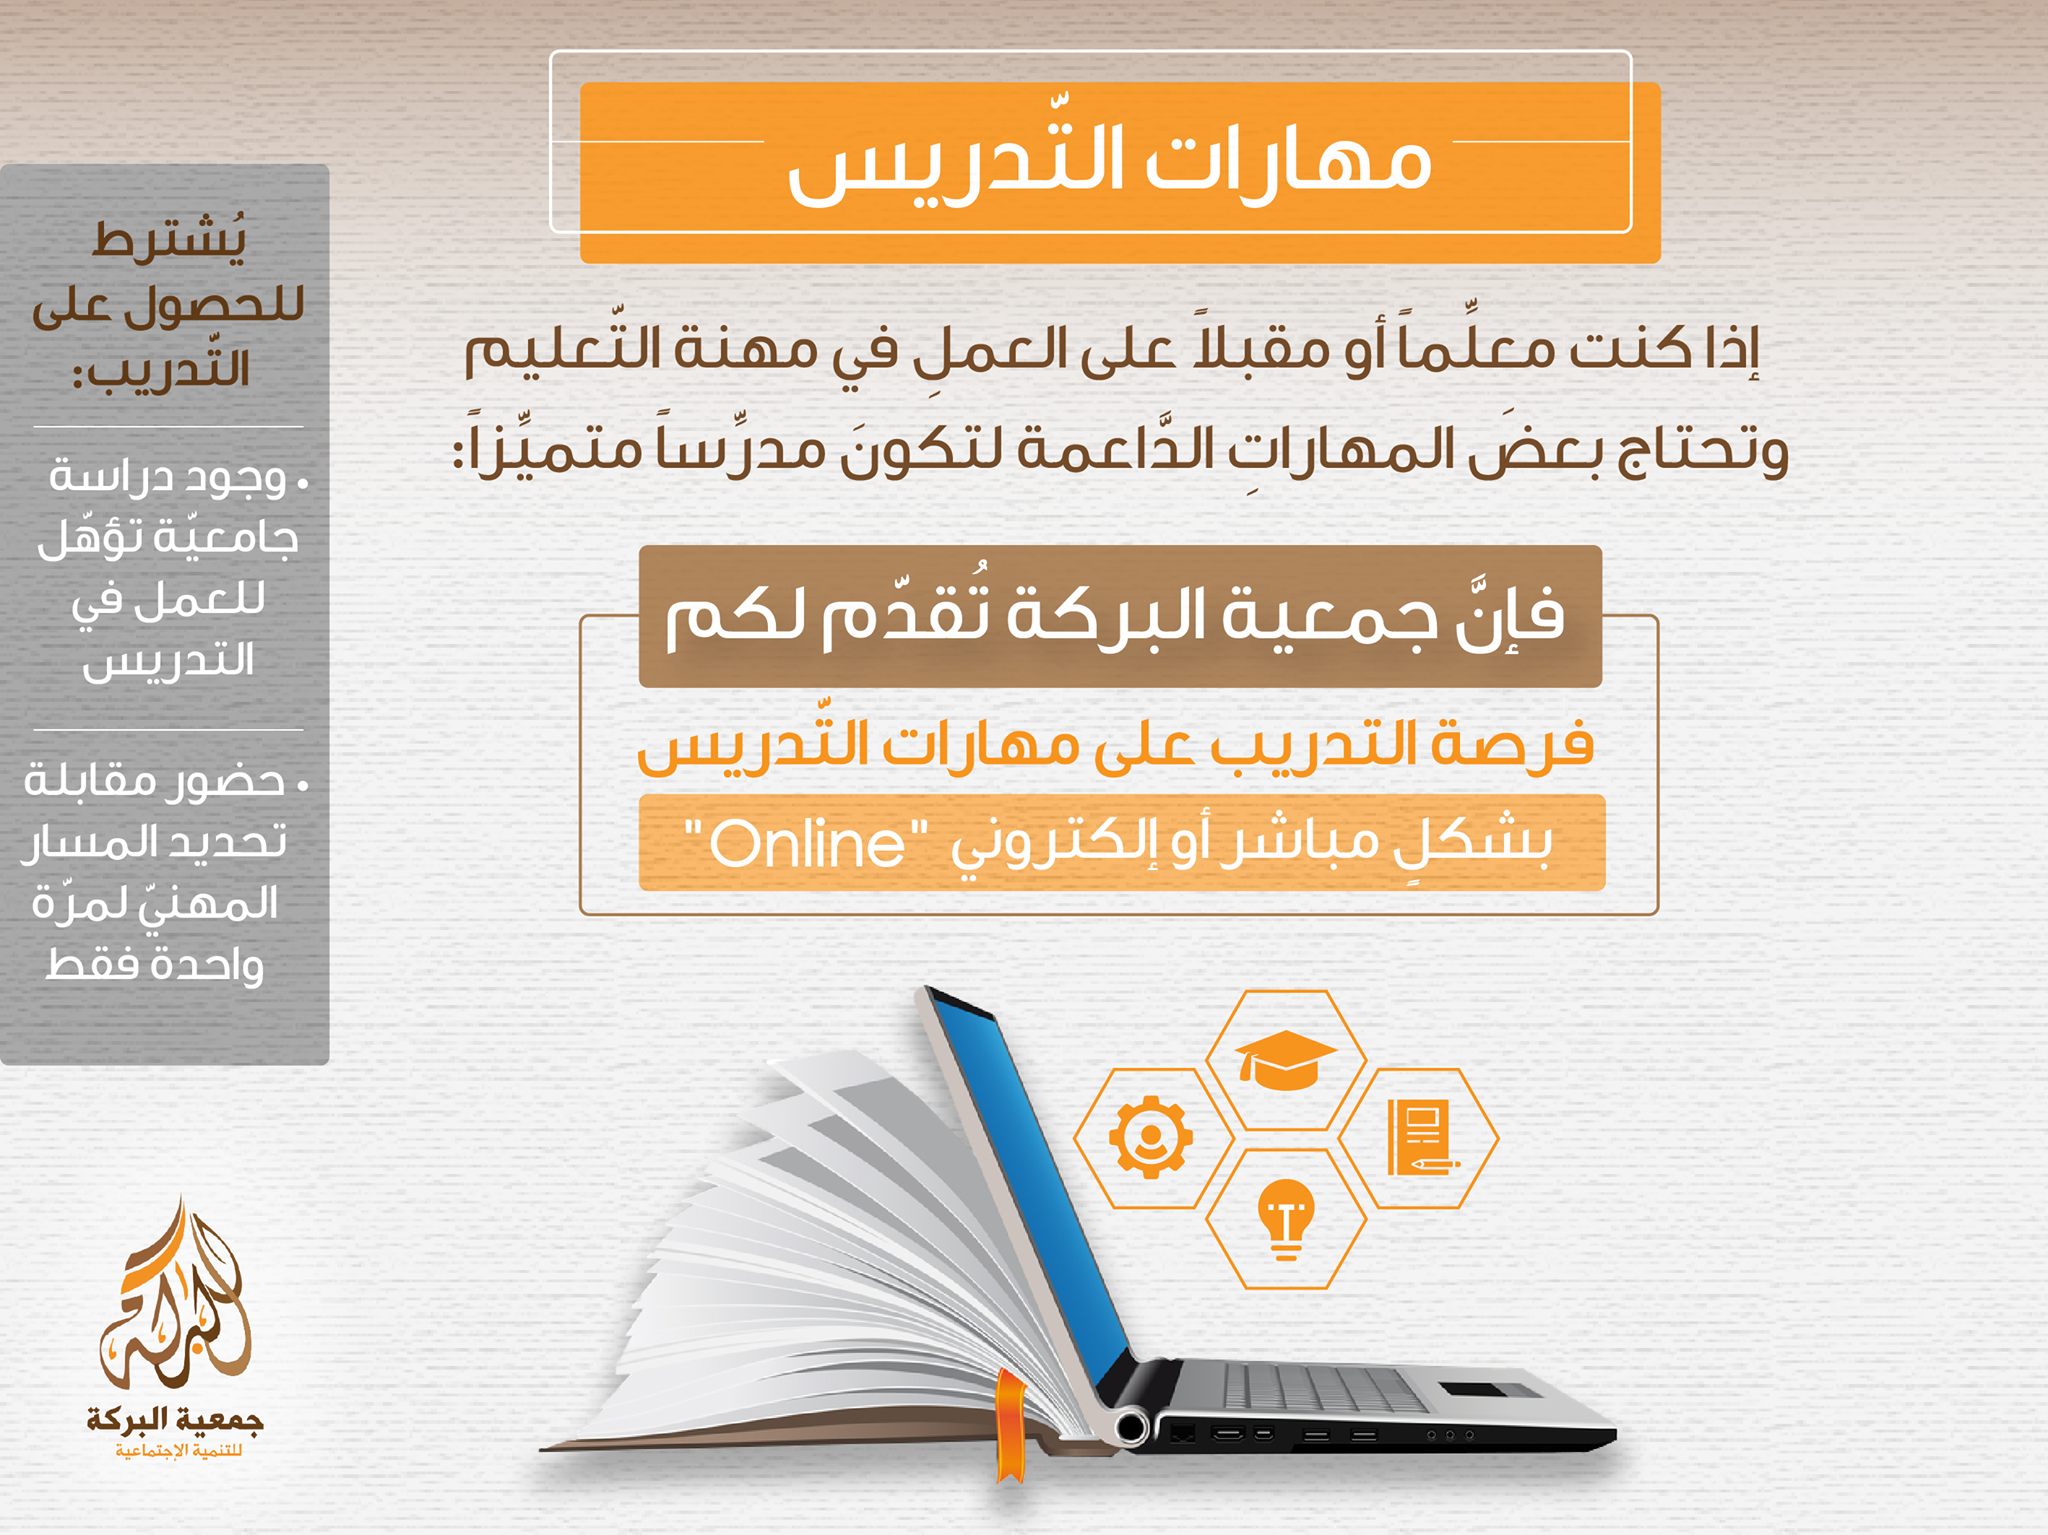 مهارات التّدريس
إذا كنت معلِّماً أو مقبلاً على العملِ في مهنة التّعليم
وتحتاج بعضَ المهاراتِ الدَّاعمة لتكونَ مدرِّساً متميِّزاً:
فإنَّ جمعية البركة تُقدّم لكم
فرصة التدريب على مهارات التّدريس
بشكلٍ مباشر أو إلكتروني "Online"
يُشترط
للحصول على
التّدريب:
• وجود دراسة
جامعيّة تؤهّل
للعمل في
التدريس
• حضور مقابلة
تحديد المسار
المهنيّ لمرّة
واحدة فقط
البركة
جمعية البركة
للتنمية الإجتماعية